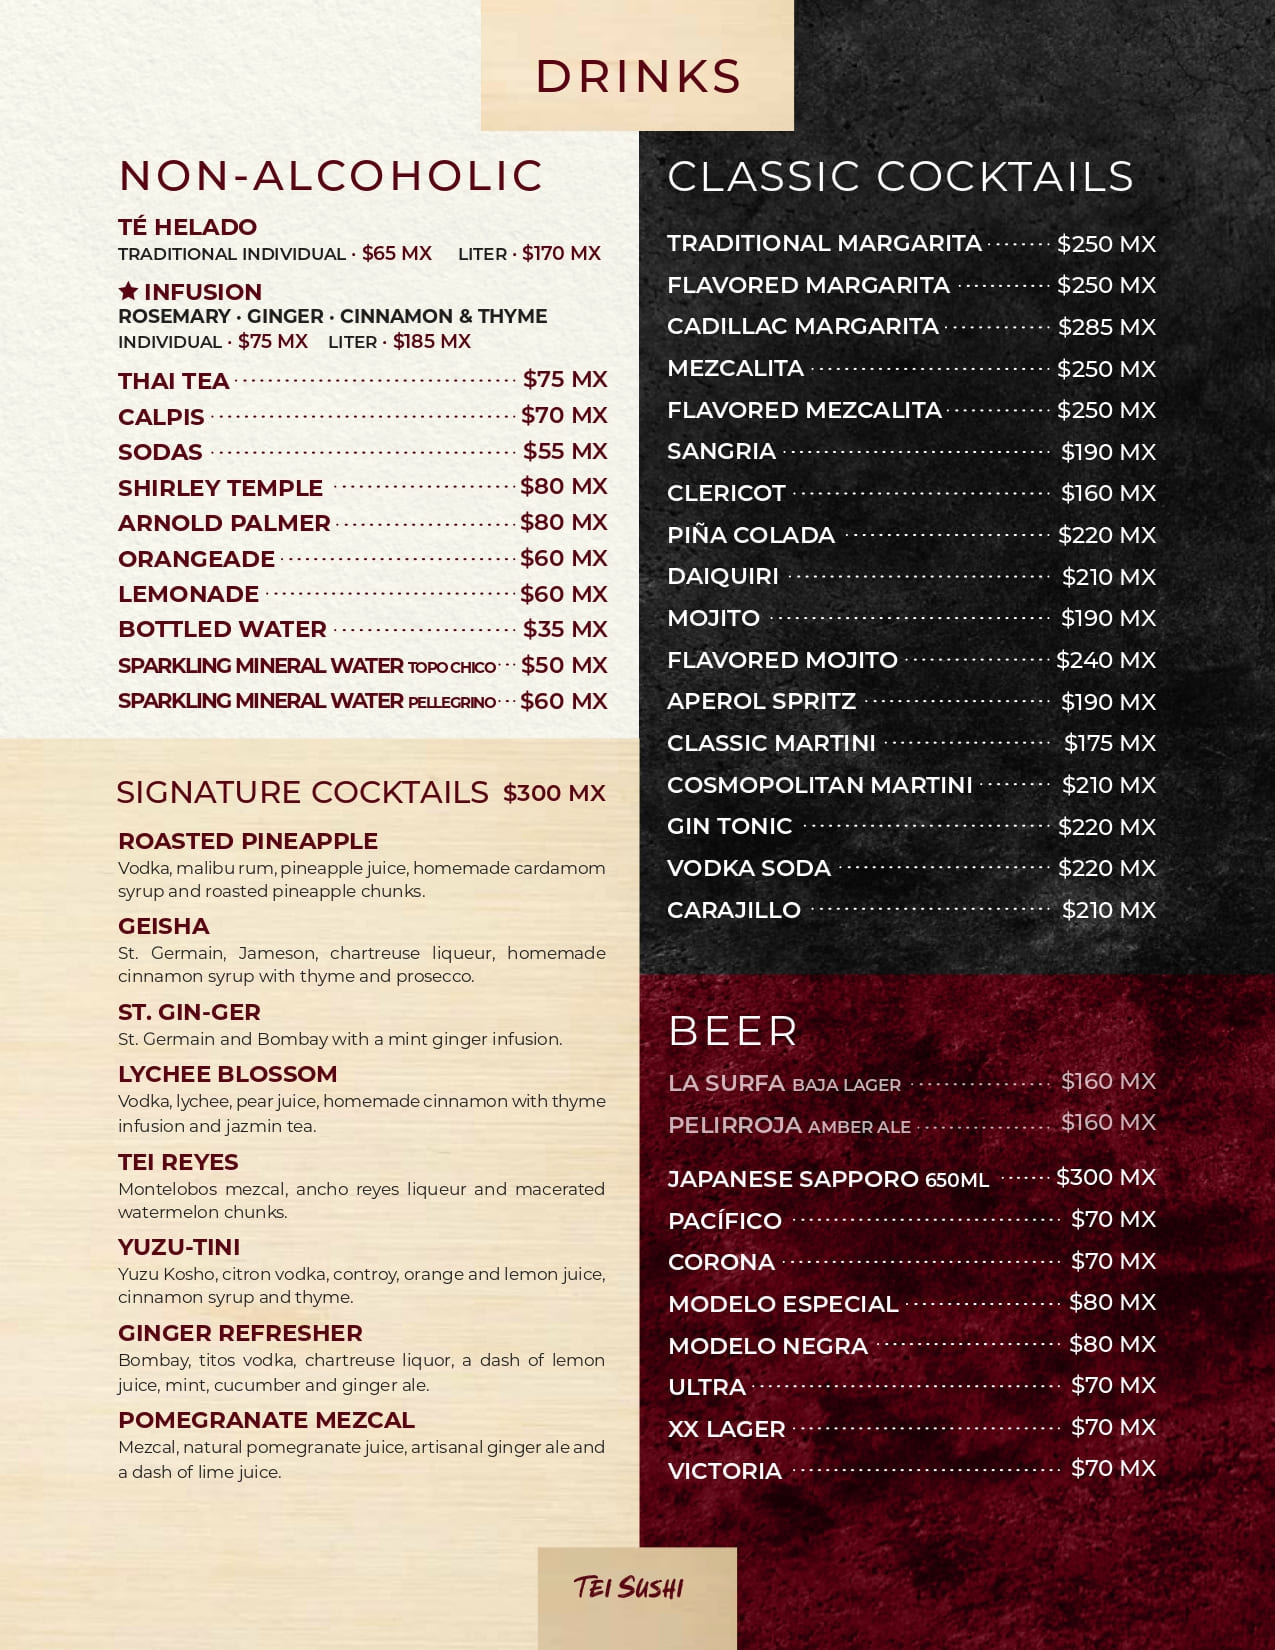 DRINKS
NON-ALCOHOLIC
TÉ HELADO
TRADITIONAL INDIVIDUAL · $65 MX LITER · $170 MX
★ INFUSION
ROSEMARY · GINGER · CINNAMON & THYME
INDIVIDUAL · $75 MX LITER · $185 MX
THAI TEA $75 MX
CALPIS $70 MX
SODAS $55 MX
SHIRLEY TEMPLE $80 MX
ARNOLD PALMER $80 MX
ORANGEADE $60 MX
LEMONADE $60 MX
BOTTLED WATER $35 MX
SPARKLING MINERAL WATER TOPO CHICO $50 MX
SPARKLING MINERAL WATER PELLEGRINO $60 MX
SIGNATURE COCKTAILS $300 MX
ROASTED PINEAPPLE
Vodka, malibu rum, pineapple juice, homemade cardamom
syrup and roasted pineapple chunks.
GEISHA
St. Germain, Jameson, chartreuse liqueur, homemade
cinnamon syrup with thyme and prosecco.
ST. GIN-GER
St. Germain and Bombay with a mint ginger infusion.
LYCHEE BLOSSOM
Vodka, lychee, pear juice, homemade cinnamon with thyme
infusion and jazmin tea.
TEI REYES
Montelobos mezcal, ancho reyes liqueur and macerated
watermelon chunks.
YUZU-TINI
Yuzu Kosho, citron vodka, controy, orange and lemon juice,
cinnamon syrup and thyme.
GINGER REFRESHER
Bombay, titos vodka, chartreuse liquor, a dash of lemon
juice, mint, cucumber and ginger ale.
POMEGRANATE MEZCAL
Mezcal, natural pomegranate juice, artisanal ginger ale and
a dash of lime juice.
CLASSIC COCKTAILS
TRADITIONAL MARGARITA $250 MX
FLAVORED MARGARITA $250 MX
CADILLAC MARGARITA $285 MX
MEZCALITA $250 MX
FLAVORED MEZCALITA $250 MX
SANGRIA $190 MX
CLERICOT $160 MX
PIÑA COLADA $220 MX
DAIQUIRI $210 MX
MOJITO $190 MX
FLAVORED MOJITO $240 MX
APEROL SPRITZ $190 MX
CLASSIC MARTINI $175 MX
COSMOPOLITAN MARTINI $210 MX
GIN TONIC $220 MX
VODKA SODA $220 MX
CARAJILLO $210 MX
BEER
LA SURFA BAJA LAGER $160 MX
PELIRROJA AMBER ALE $160 MX
JAPANESE SAPPORO 650ML $300 MX
PACÍFICO $70 MX
CORONA $70 MX
MODELO ESPECIAL $80 MX
MODELO NEGRA $80 MX
ULTRA $70 MX
XX LAGER $70 MX
VICTORIA $70 MX
TEI SUSHI